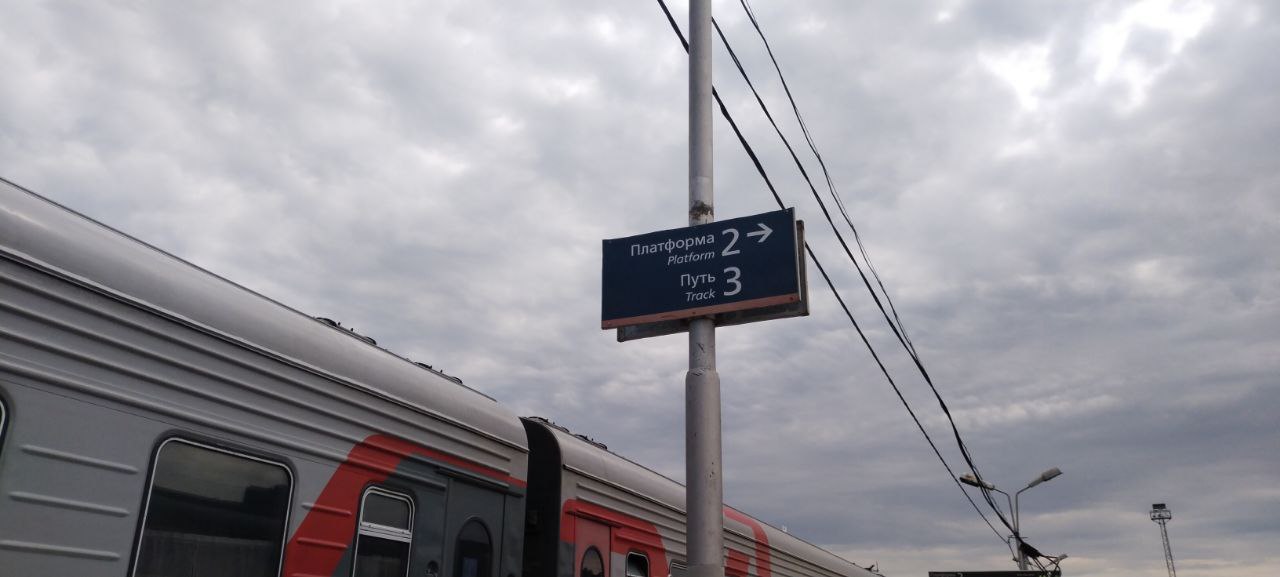 Платформа 2 →
Platform
Путь 3
Track